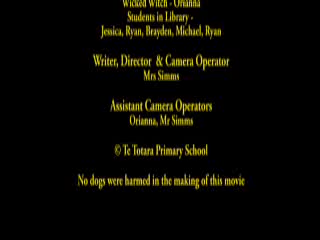 Wicked Witch - Orianna
Students in Library -
Jessica, Ryan, Brayden, Michael, Ryan
Writer, Director & Camera Operator
Mrs Simms
Assistant Camera Operators
Orianna, Mr Simms
© Te Totara Primary School
No dogs were harmed in the making of this movie